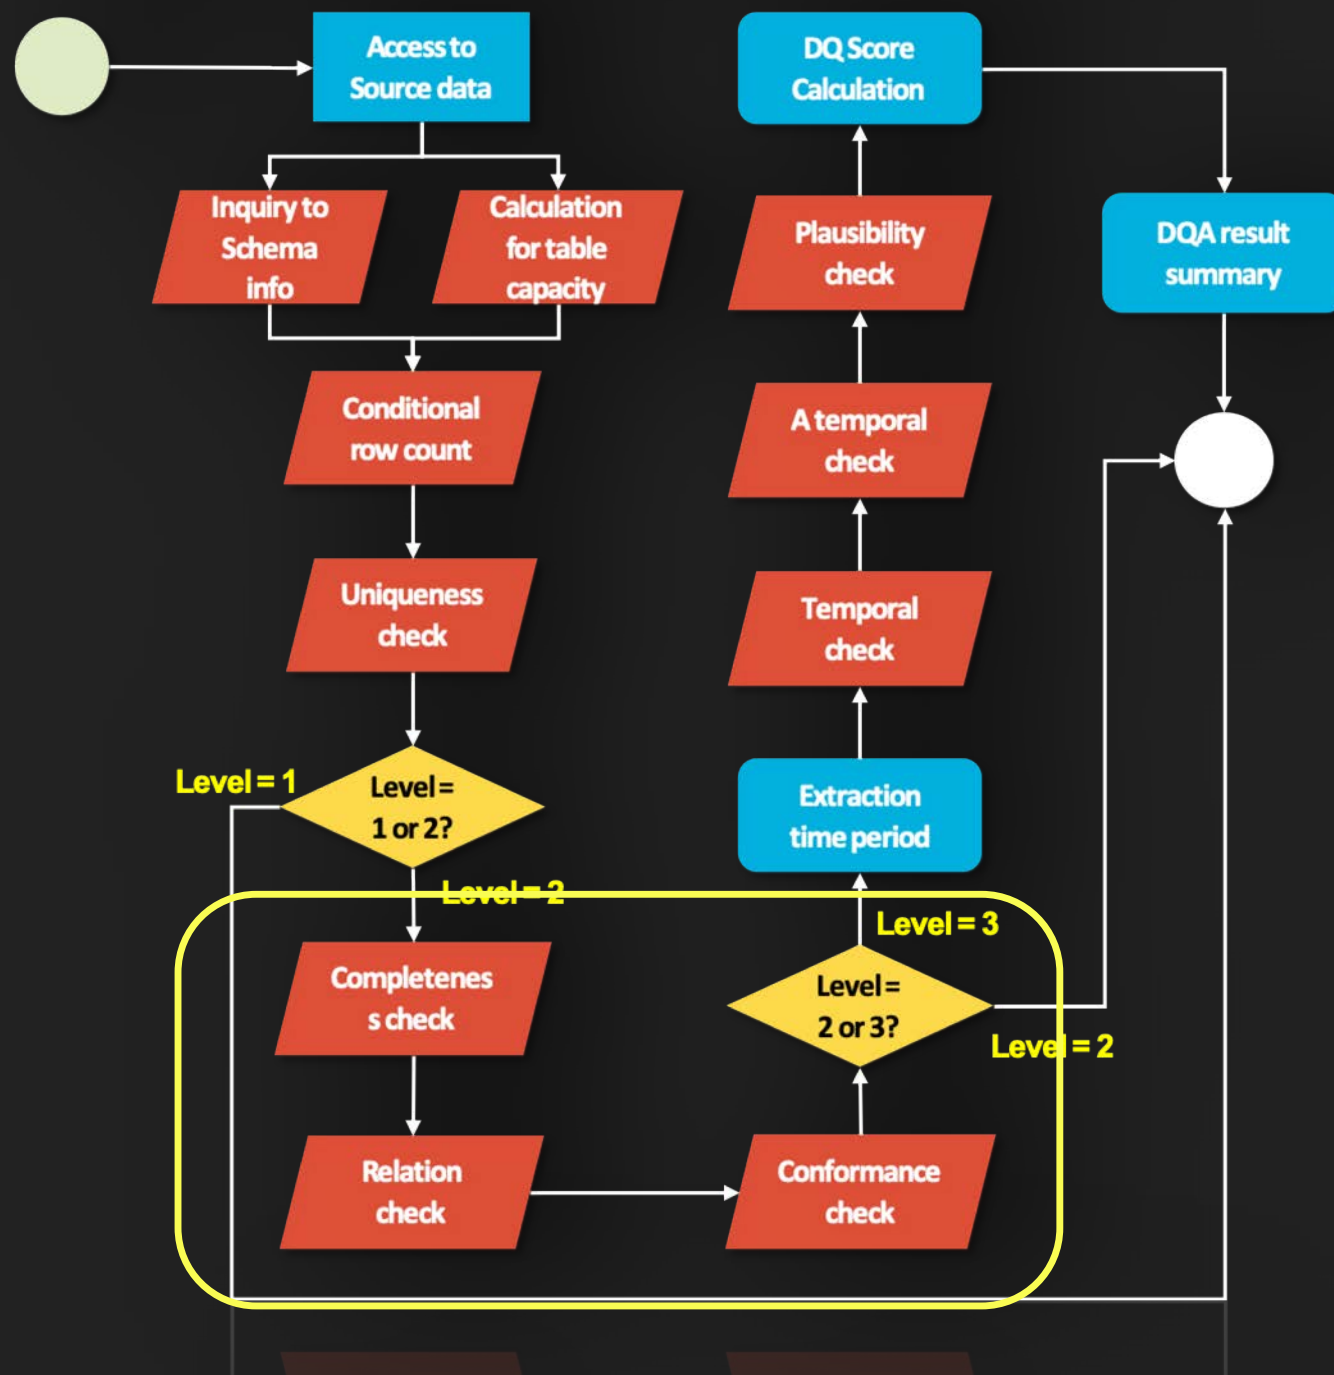 Access to
Source data
Inquiry to
Schema
info
Calculation
for table
capacity
Conditional
row count
Uniqueness
check
Level = 1
Level =
1 or 2?
Level = 2
Completenes
s check
Relation
check
Conformance
check
Level =
2 or 3?
Level = 2
Level = 3
Extraction
time period
Temporal
check
A temporal
check
Plausibility
check
DQ Score
Calculation
DQA result
summary